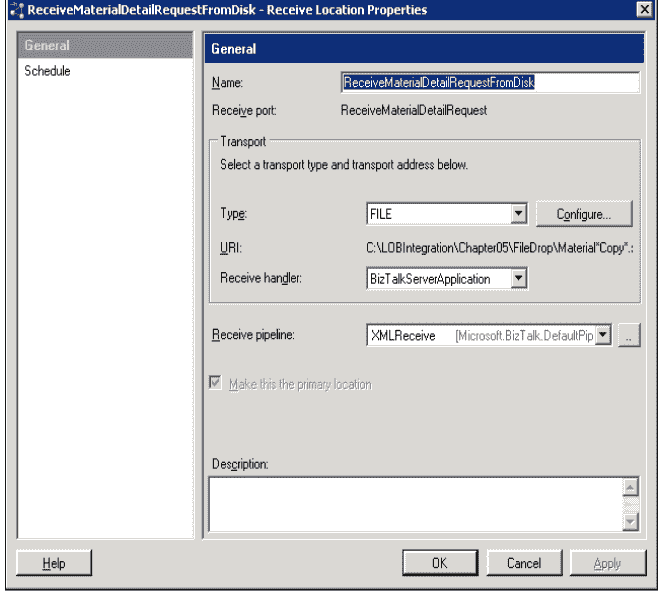 ReceiveMaterialDetailRequestFromDisk - Receive Location Properties
General
Schedule
General
Name: ReceiveMaterialDetailRequestFromDisk
Receive port: ReceiveMaterialDetailRequest
Transport
Select a transport type and transport address below.
Type: FILE Configure...
URI: C:\LOBIntegration\Chapter05\FileDrop\Material*Copy*.:
Receive handler: BizTalkServerApplication
Receive pipeline: XMLReceive [Microsoft.BizTalk.DefaultPip ...
Make this the primary location
Description:
Help OK Cancel Apply